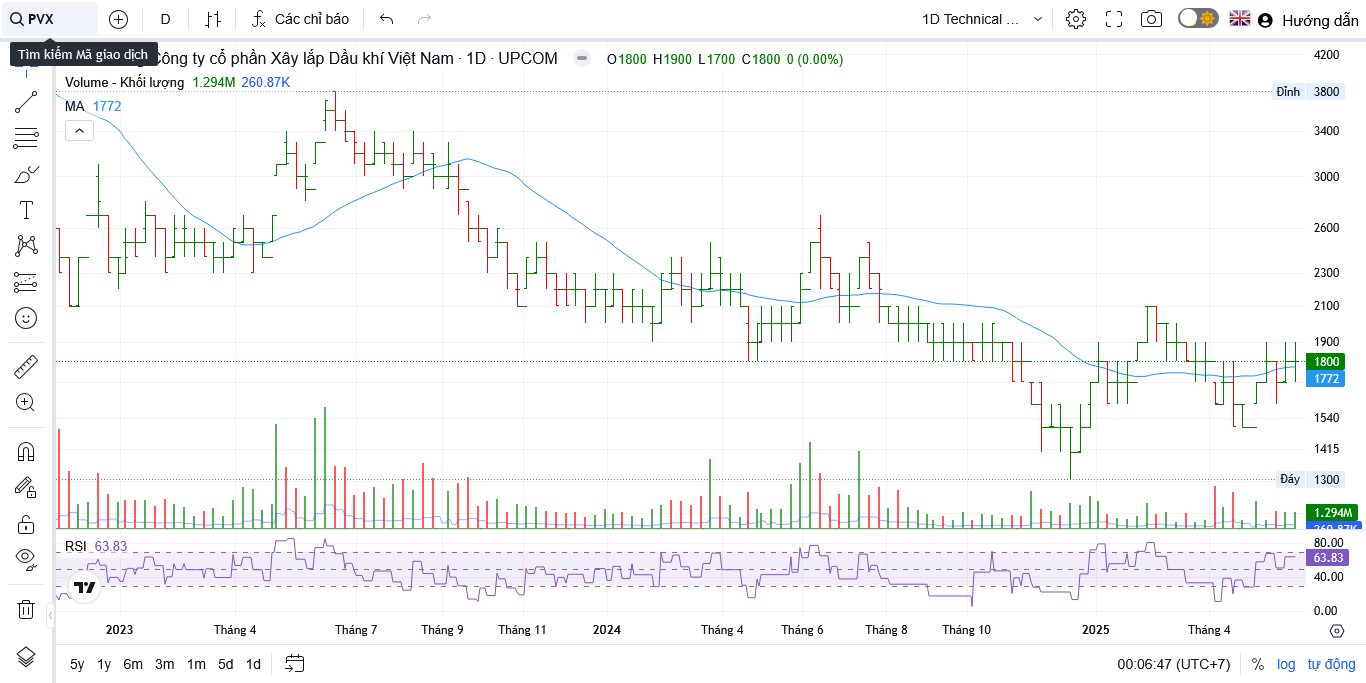 PVX
D
Các chỉ báo
1D Technical ...
Hướng dẫn
Tìm kiếm Mã giao dịch
Công ty cổ phần Xây lắp Dầu khí Việt Nam · 1D · UPCOM
O1800 H1900 L1700 C1800 0 (0.00%)
Volume - Khối lượng 1.294M 260.87K
MA 1772
4200
Đỉnh 3800
3400
3000
2600
2300
2100
1900
1800
1772
1540
1415
Đáy 1300
1.294M
260.87K
RSI 63.83
80.00
63.83
40.00
0.00
2023 Tháng 4 Tháng 7 Tháng 9 Tháng 11 2024 Tháng 4 Tháng 6 Tháng 8 Tháng 10 2025 Tháng 4
5y 1y 6m 3m 1m 5d 1d
00:06:47 (UTC+7) % log tự động